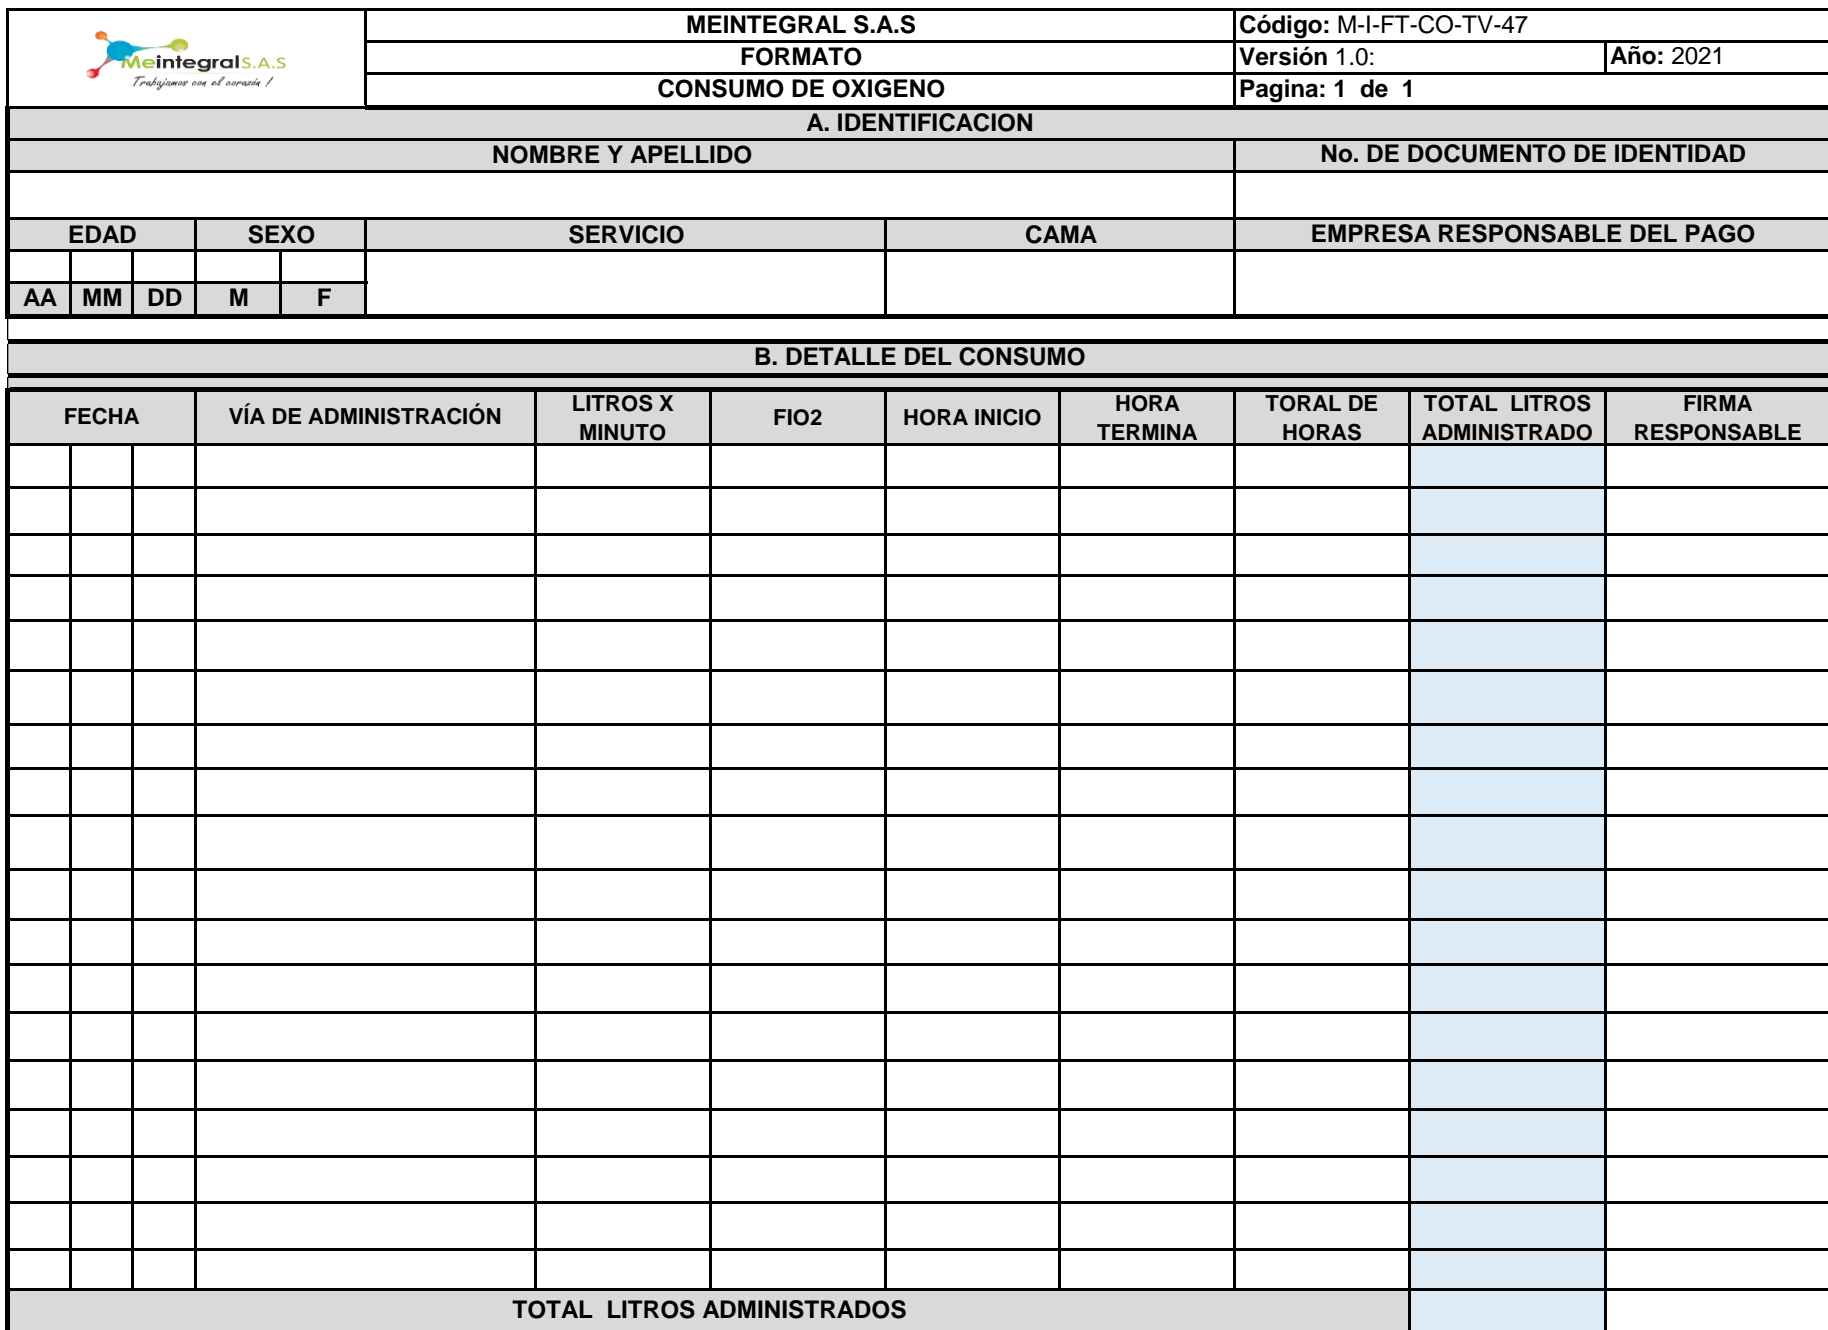 Meintegral S.A.S
Trabajamos con el corazón !
MEINTEGRAL S.A.S
Código: M-I-FT-CO-TV-47
FORMATO
Versión 1.0:
Año: 2021
CONSUMO DE OXIGENO
Pagina: 1 de 1
A. IDENTIFICACION
NOMBRE Y APELLIDO
No. DE DOCUMENTO DE IDENTIDAD
EDAD
SEXO
SERVICIO
CAMA
EMPRESA RESPONSABLE DEL PAGO
AA
MM
DD
M
F
B. DETALLE DEL CONSUMO
FECHA
VÍA DE ADMINISTRACIÓN
LITROS X
MINUTO
FIO2
HORA INICIO
HORA
TERMINA
TORAL DE
HORAS
TOTAL LITROS
ADMINISTRADO
FIRMA
RESPONSABLE
TOTAL LITROS ADMINISTRADOS